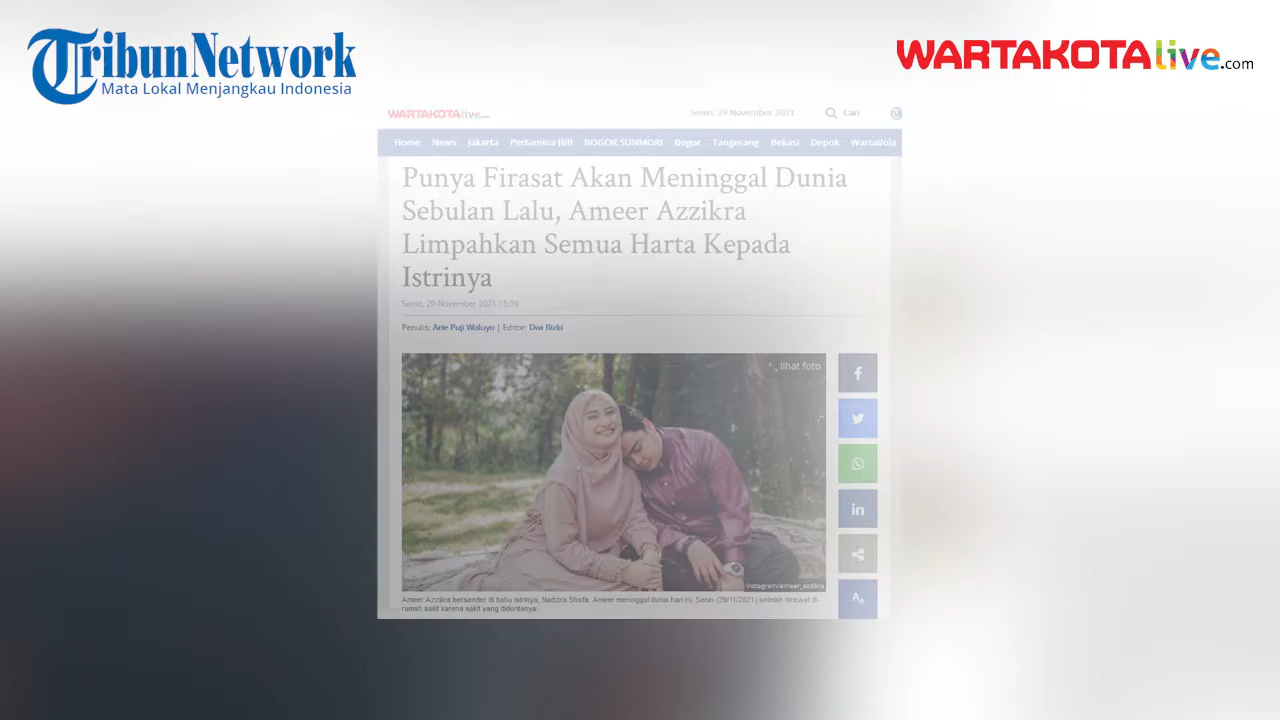 TribunNetwork
Mata Lokal Menjangkau Indonesia
WARTAKOTAlive.com
WARTAKOTAlive.com
Senin, 29 November 2021
Cari
Home News Jakarta Pertamina JBB BOGOR SUNMORI Bogor Tangerang Bekasi Depok WartaBola
Punya Firasat Akan Meninggal Dunia
Sebulan Lalu, Ameer Azzikra
Limpahkan Semua Harta Kepada
Istrinya
Senin, 29 November 2021 15:19
Penulis: Arie Puji Waluyo | Editor: Dwi Rizki
lihat foto
Instagram/ameer_azzikra
Ameer Azzikra bersender di bahu istrinya, Nadzira Shafa. Ameer meninggal dunia hari ini, Senin (29/11/2021) setelah dirawat di
rumah sakit karena sakit yang dideritanya.